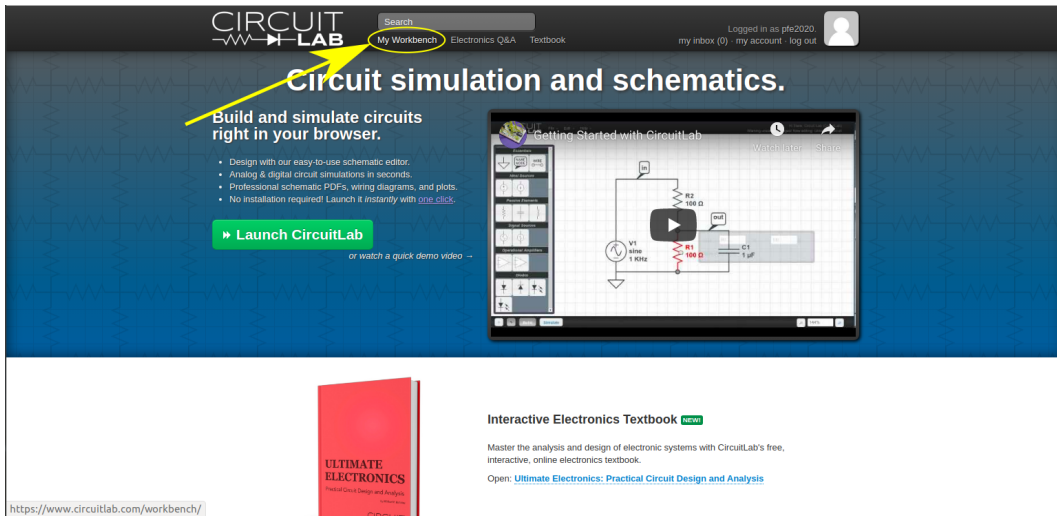 CIRCUIT
LAB
Search
My Workbench Electronics Q&A Textbook
Logged in as pfe2020.
my inbox (0) · my account · log out
Circuit simulation and schematics.
Build and simulate circuits
right in your browser.
• Design with our easy-to-use schematic editor.
• Analog & digital circuit simulations in seconds.
• Professional schematic PDFs, wiring diagrams, and plots.
• No installation required! Launch it instantly with one click.
» Launch CircuitLab
or watch a quick demo video →
Getting Started with CircuitLab
Watch later Share
in
R2
100 Ω
out
V1
sine
1 KHz
R1
100 Ω
C1
1 µF
Interactive Electronics Textbook NEW!
Master the analysis and design of electronic systems with CircuitLab's free,
interactive, online electronics textbook.
Open: Ultimate Electronics: Practical Circuit Design and Analysis
ULTIMATE
ELECTRONICS
Practical Circuit Design and Analysis
https://www.circuitlab.com/workbench/